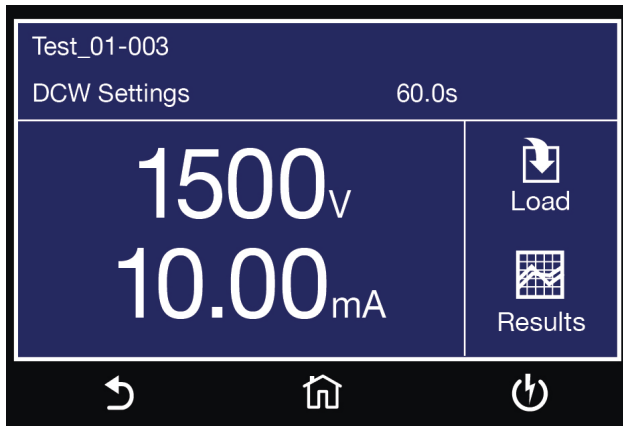 Test_01-003
DCW Settings 60.0s
1500V
10.00mA
Load
Results